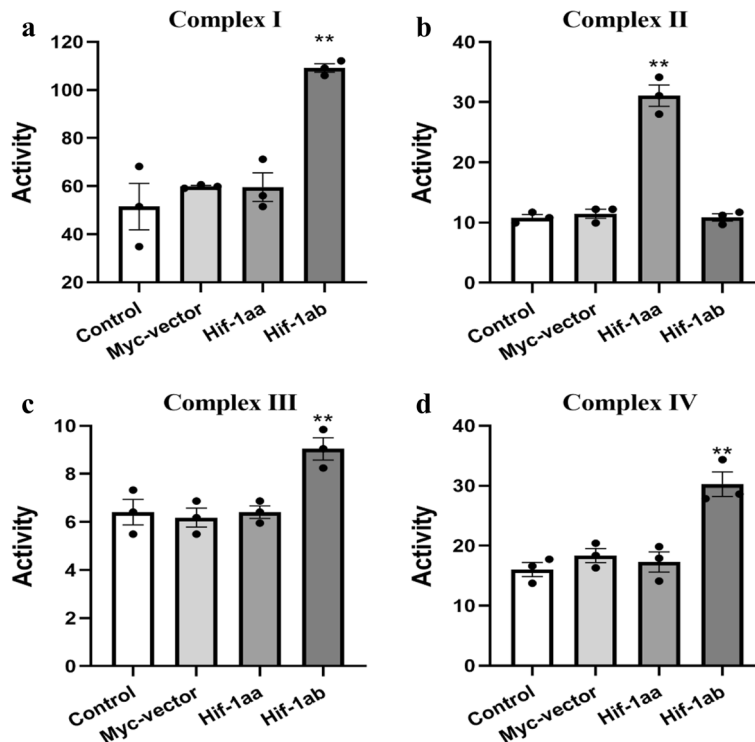 a
Complex I
**
Activity
120
100
80
60
40
20
Control
Myc-vector
Hif-1aa
Hif-1ab
b
Complex II
**
Activity
40
30
20
10
0
Control
Myc-vector
Hif-1aa
Hif-1ab
c
Complex III
**
Activity
10
8
6
4
2
0
Control
Myc-vector
Hif-1aa
Hif-1ab
d
Complex IV
**
Activity
40
30
20
10
0
Control
Myc-vector
Hif-1aa
Hif-1ab